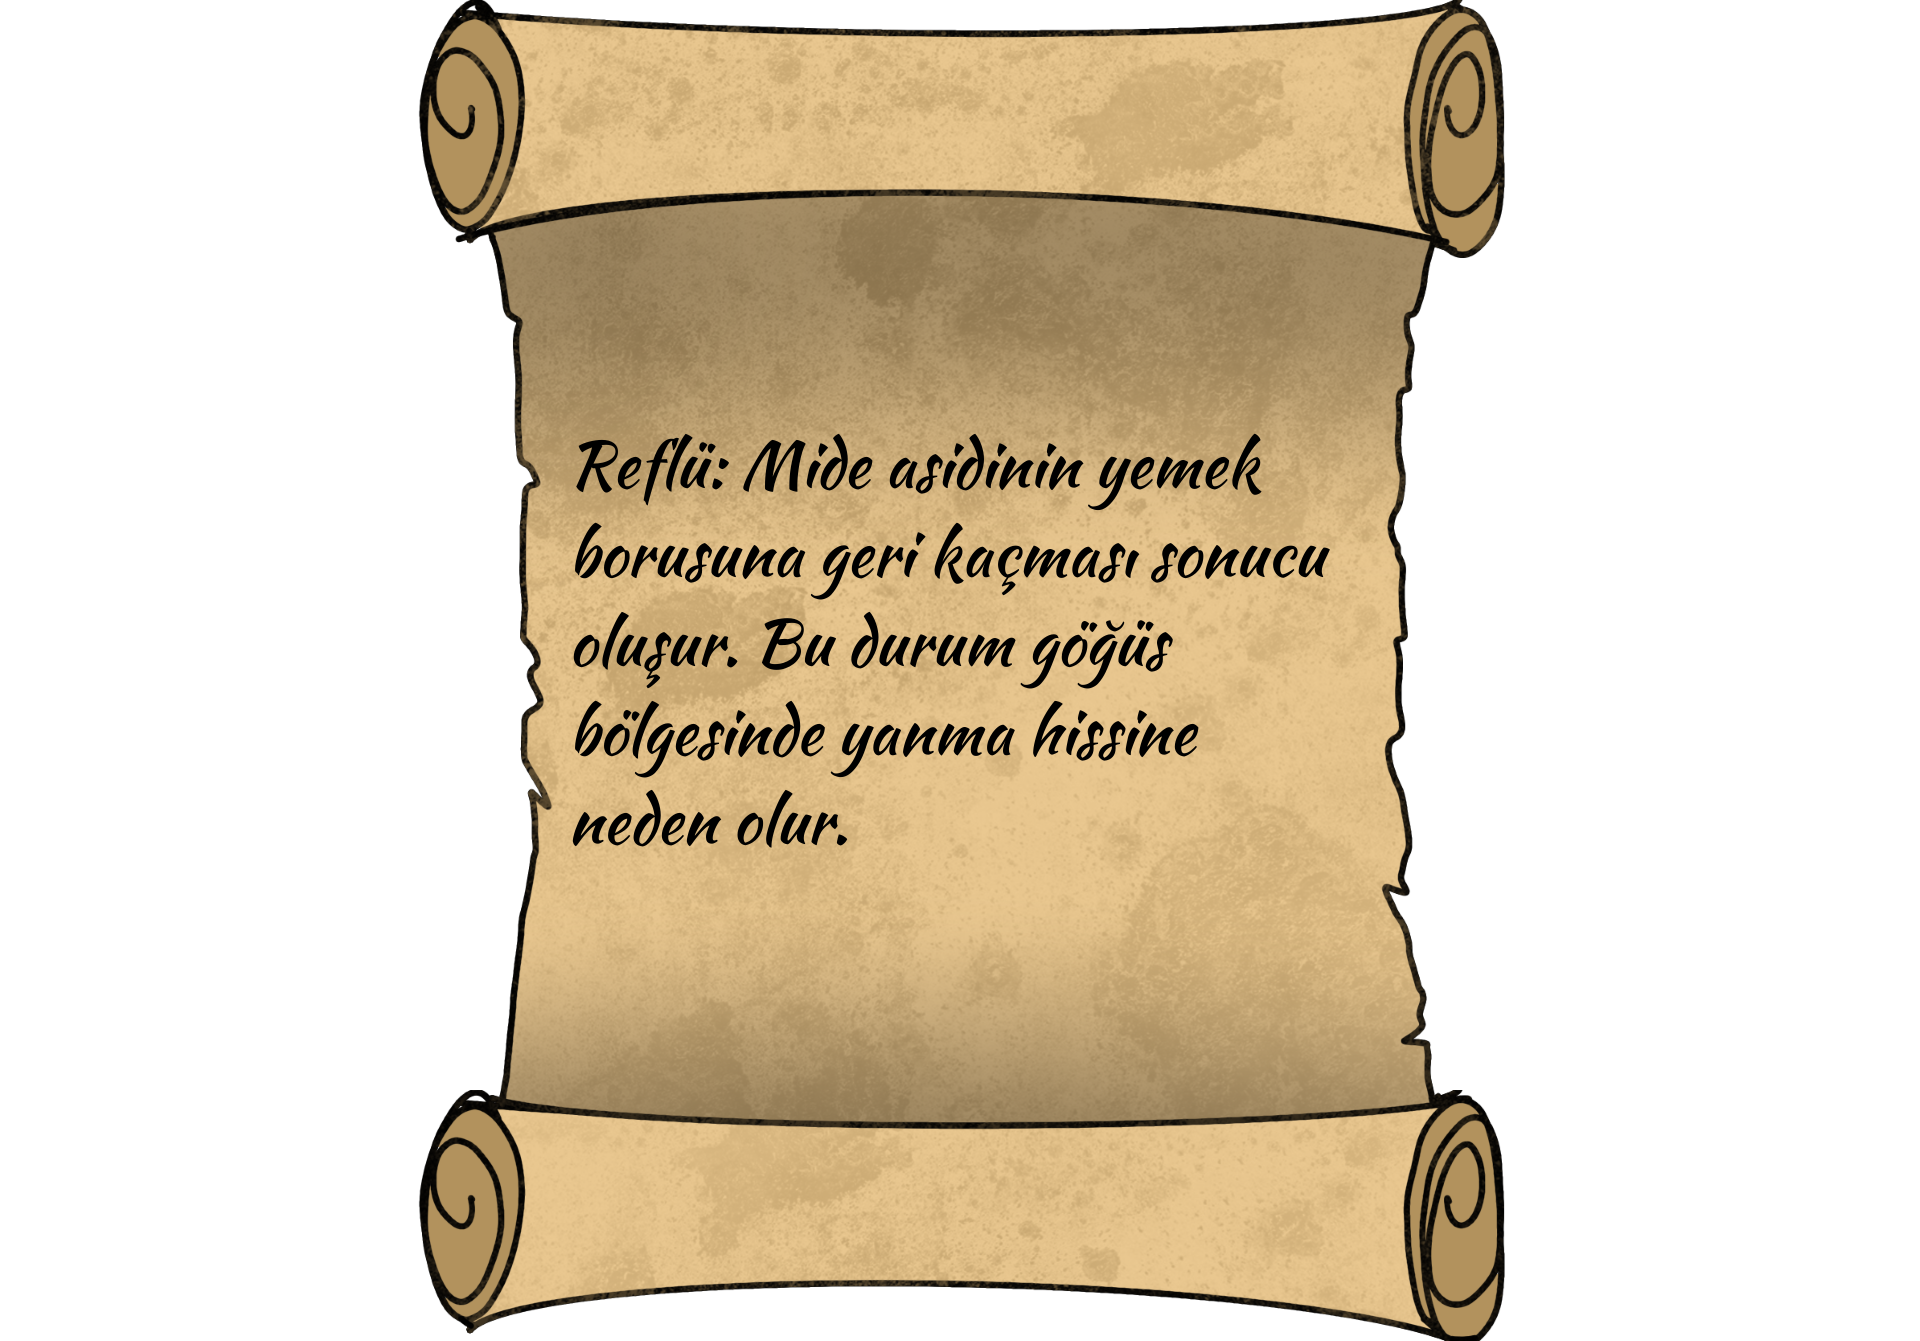 Reflü: Mide asidinin yemek
borusuna geri kaçması sonucu
oluşur. Bu durum göğüs
bölgesinde yanma hissine
neden olur.